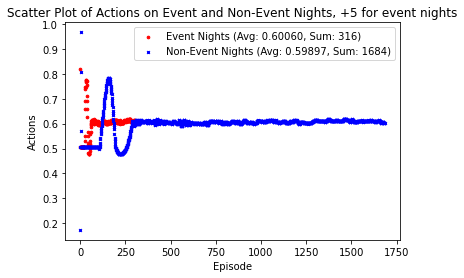 Scatter Plot of Actions on Event and Non-Event Nights, +5 for event nights
Event Nights (Avg: 0.60060, Sum: 316)
Non-Event Nights (Avg: 0.59897, Sum: 1684)
1.0
0.9
0.8
0.7
0.6
0.5
0.4
0.3
0.2
Actions
0 250 500 750 1000 1250 1500 1750
Episode